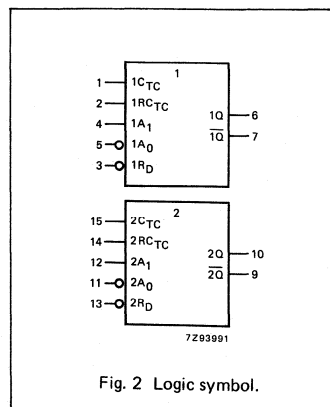 1
1 1C_TC
2 1RC_TC 1Q 6
4 1A_1 1Q̅ 7
5 1A_0
3 1R_D
2
15 2C_TC
14 2RC_TC 2Q 10
12 2A_1 2Q̅ 9
11 2A_0
13 2R_D
7Z93991
Fig. 2 Logic symbol.